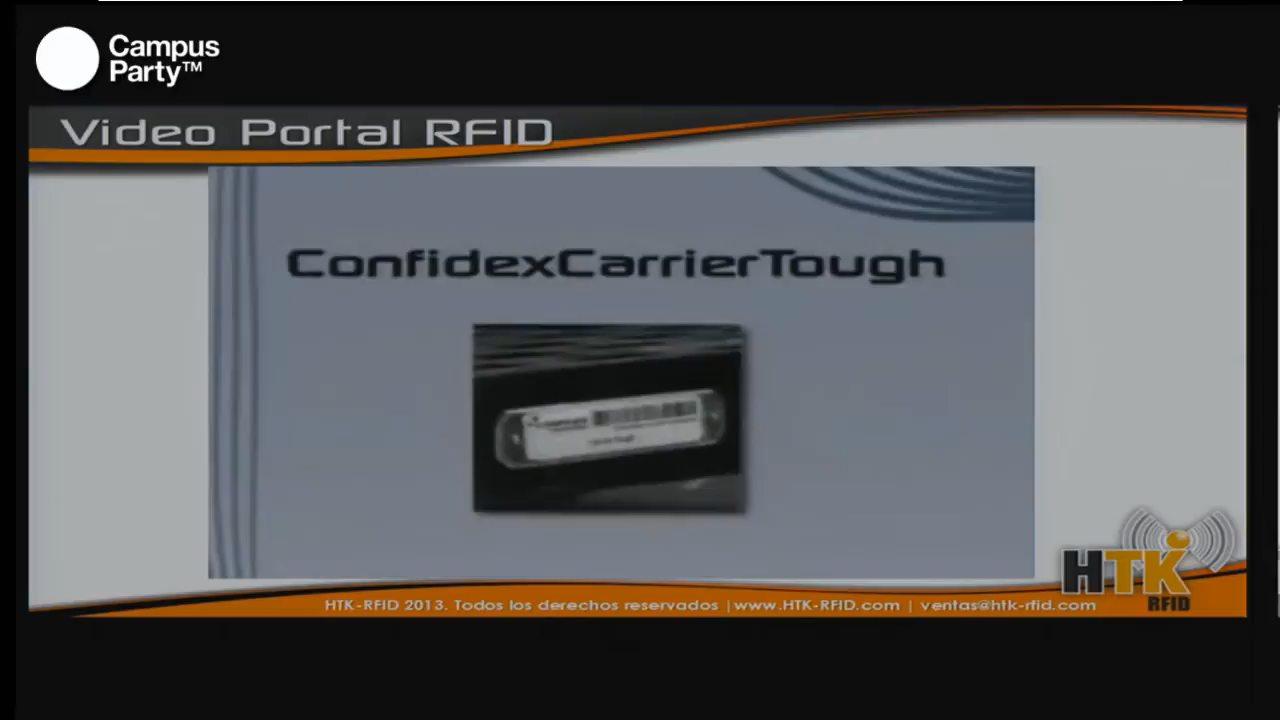 Campus
Party™
Video Portal RFID
ConfidexCarrierTough
HTK
RFID
HTK-RFID 2013. Todos los derechos reservados | www.HTK-RFID.com | ventas@htk-rfid.com